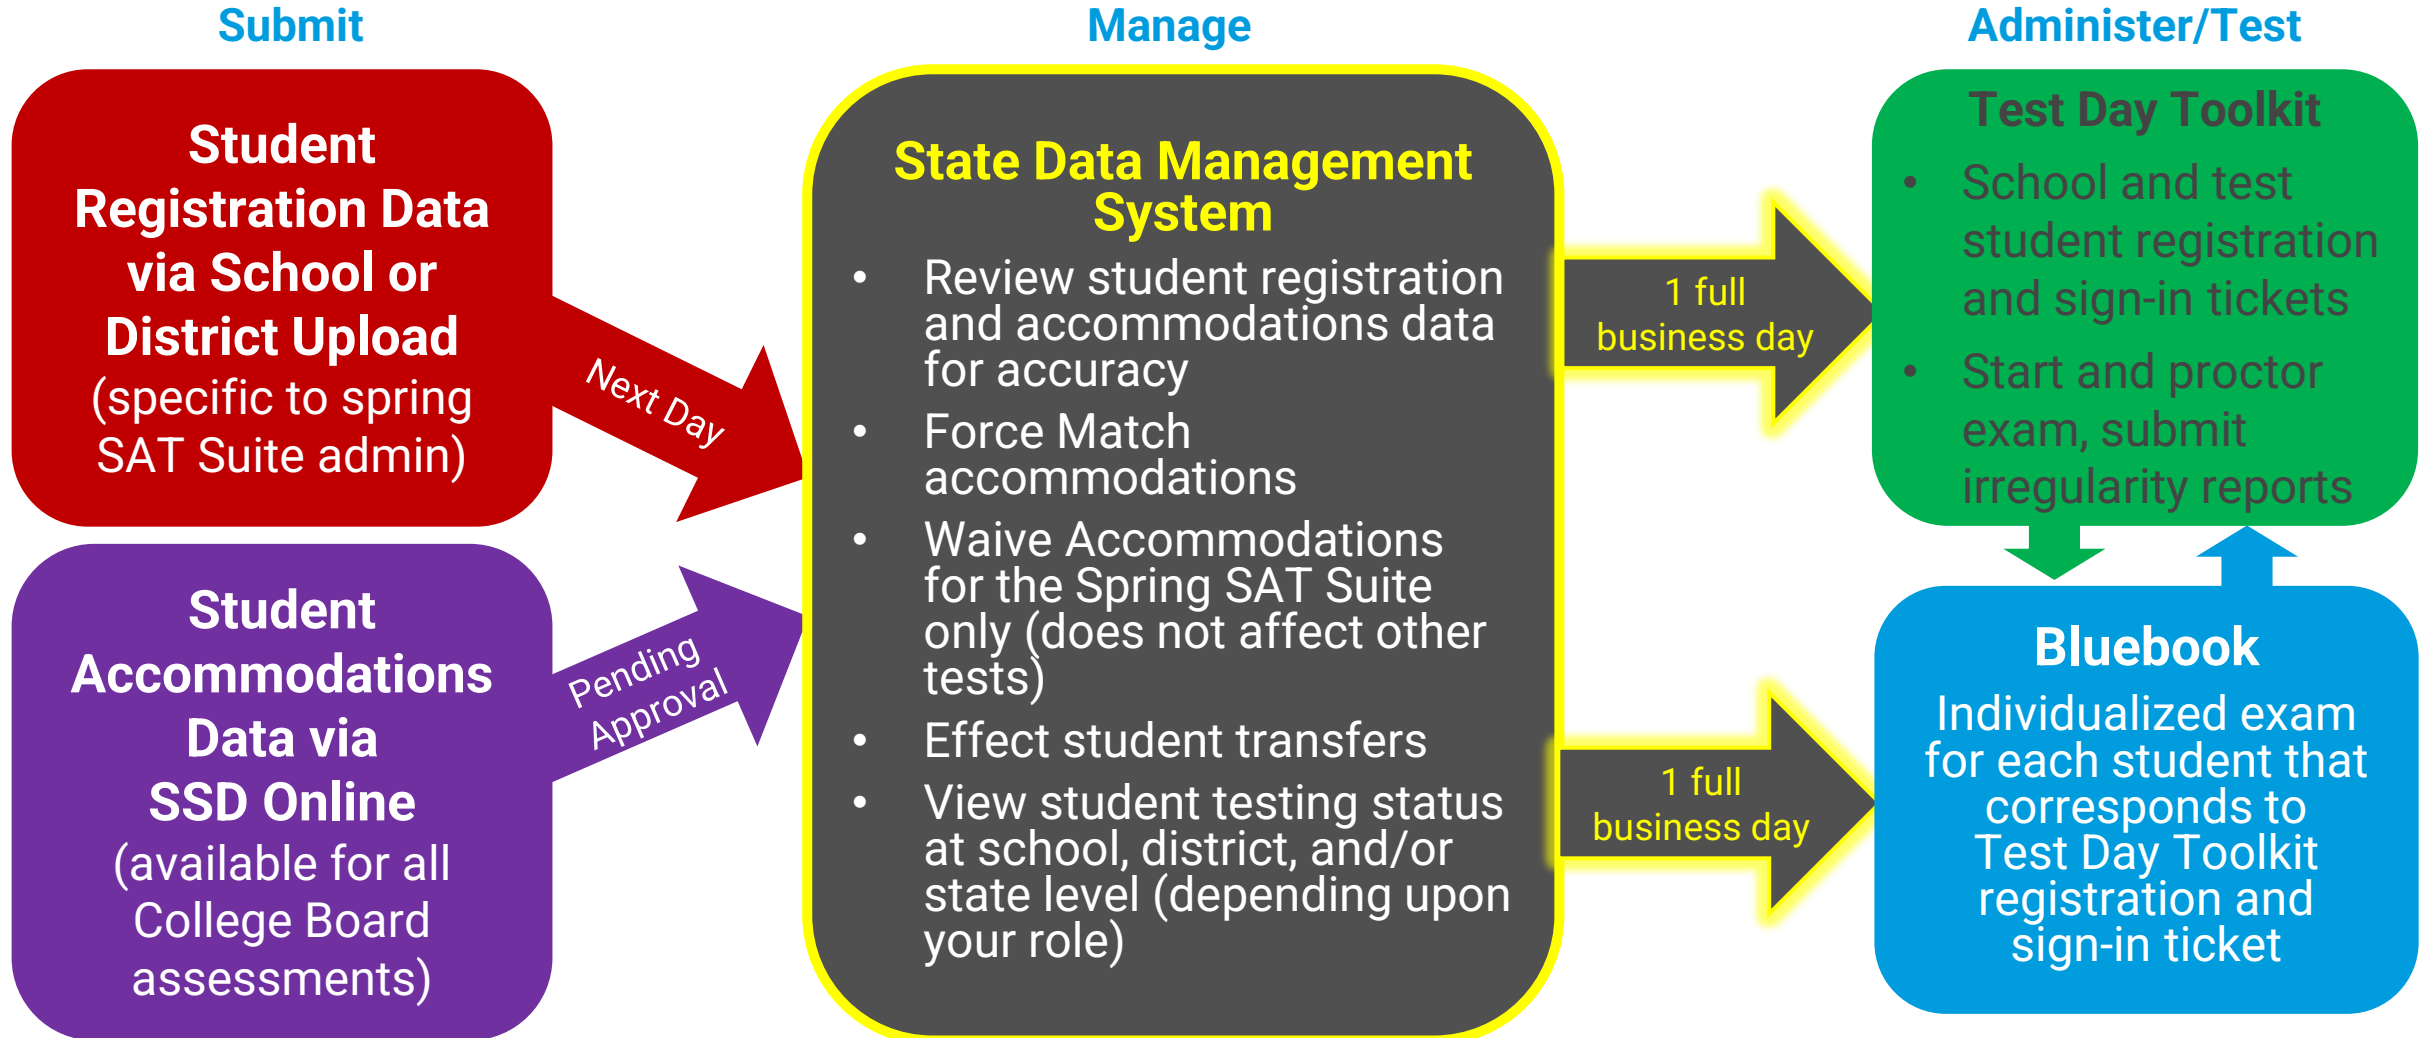 Submit
Student
Registration Data
via School or
District Upload
(specific to spring
SAT Suite admin)
Next Day
Student
Accommodations
Data via
SSD Online
(available for all
College Board
assessments)
Pending
Approval
Manage
State Data Management
System
• Review student registration
and accommodations data
for accuracy
• Force Match
accommodations
• Waive Accommodations
for the Spring SAT Suite
only (does not affect other
tests)
• Effect student transfers
• View student testing status
at school, district, and/or
state level (depending upon
your role)
1 full
business day
1 full
business day
Administer/Test
Test Day Toolkit
• School and test
student registration
and sign-in tickets
• Start and proctor
exam, submit
irregularity reports
Bluebook
Individualized exam
for each student that
corresponds to
Test Day Toolkit
registration and
sign-in ticket